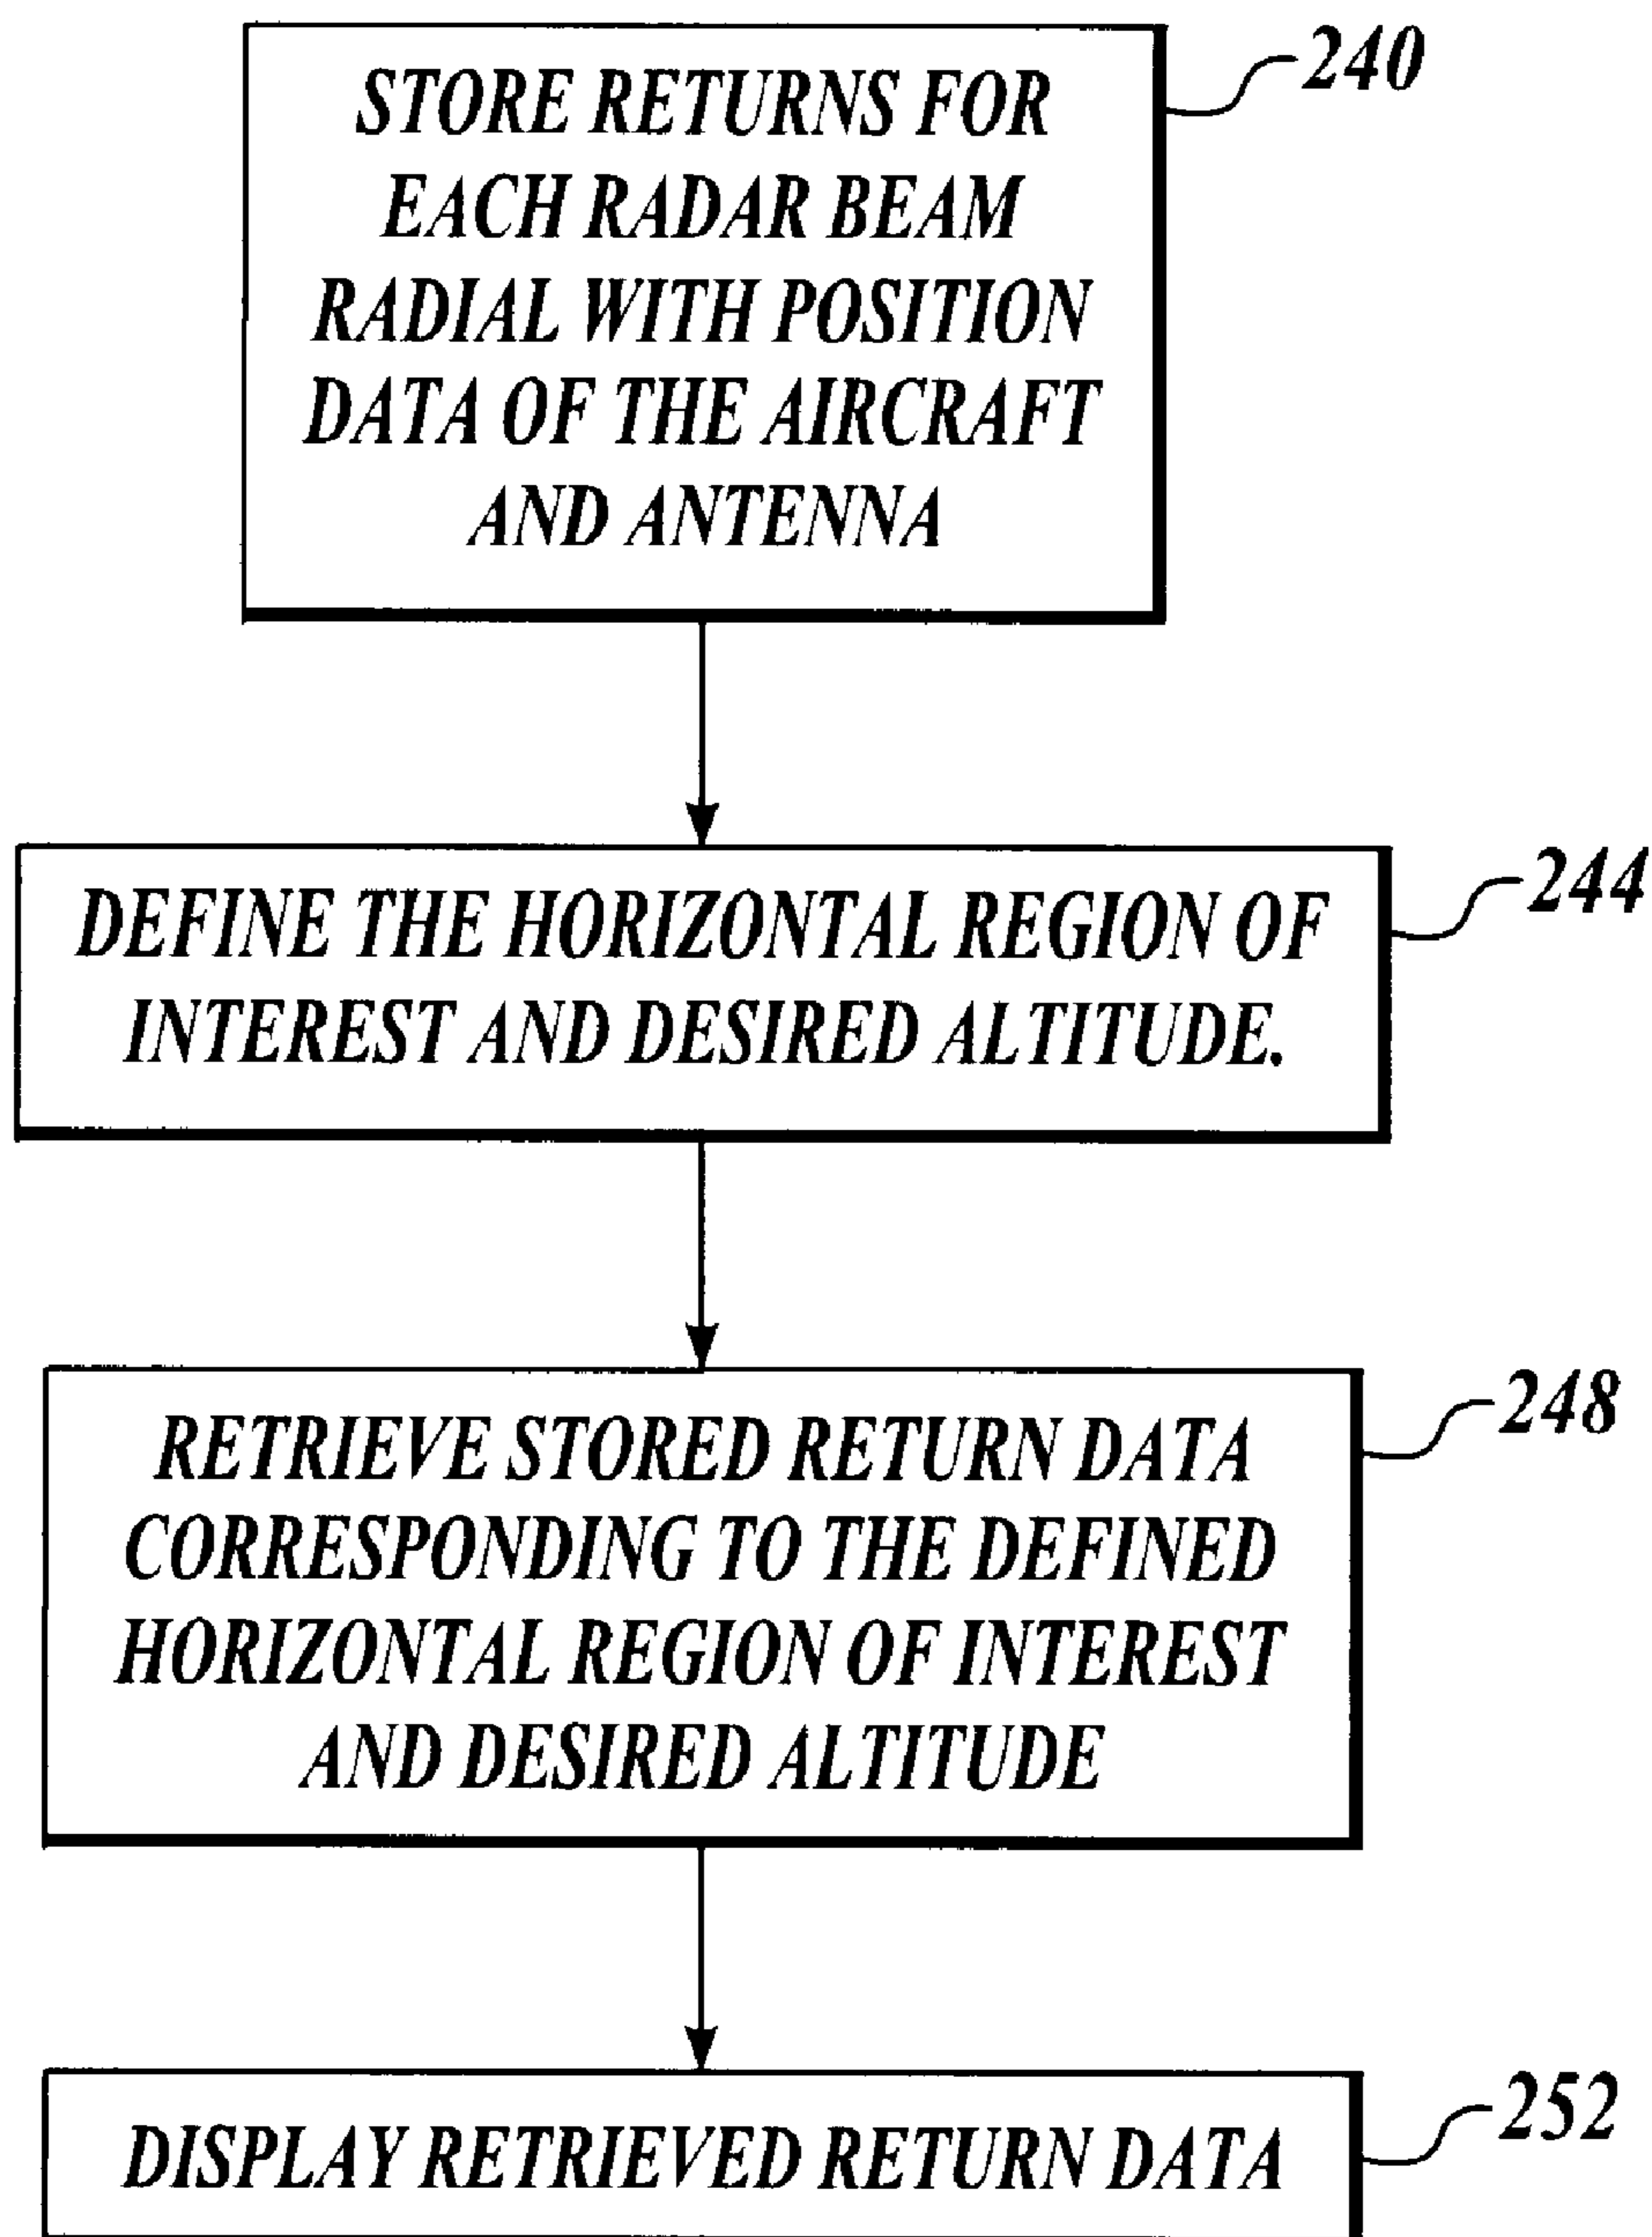 STORE RETURNS FOR
EACH RADAR BEAM
RADIAL WITH POSITION
DATA OF THE AIRCRAFT
AND ANTENNA
240
DEFINE THE HORIZONTAL REGION OF
INTEREST AND DESIRED ALTITUDE.
244
RETRIEVE STORED RETURN DATA
CORRESPONDING TO THE DEFINED
HORIZONTAL REGION OF INTEREST
AND DESIRED ALTITUDE
248
DISPLAY RETRIEVED RETURN DATA
252